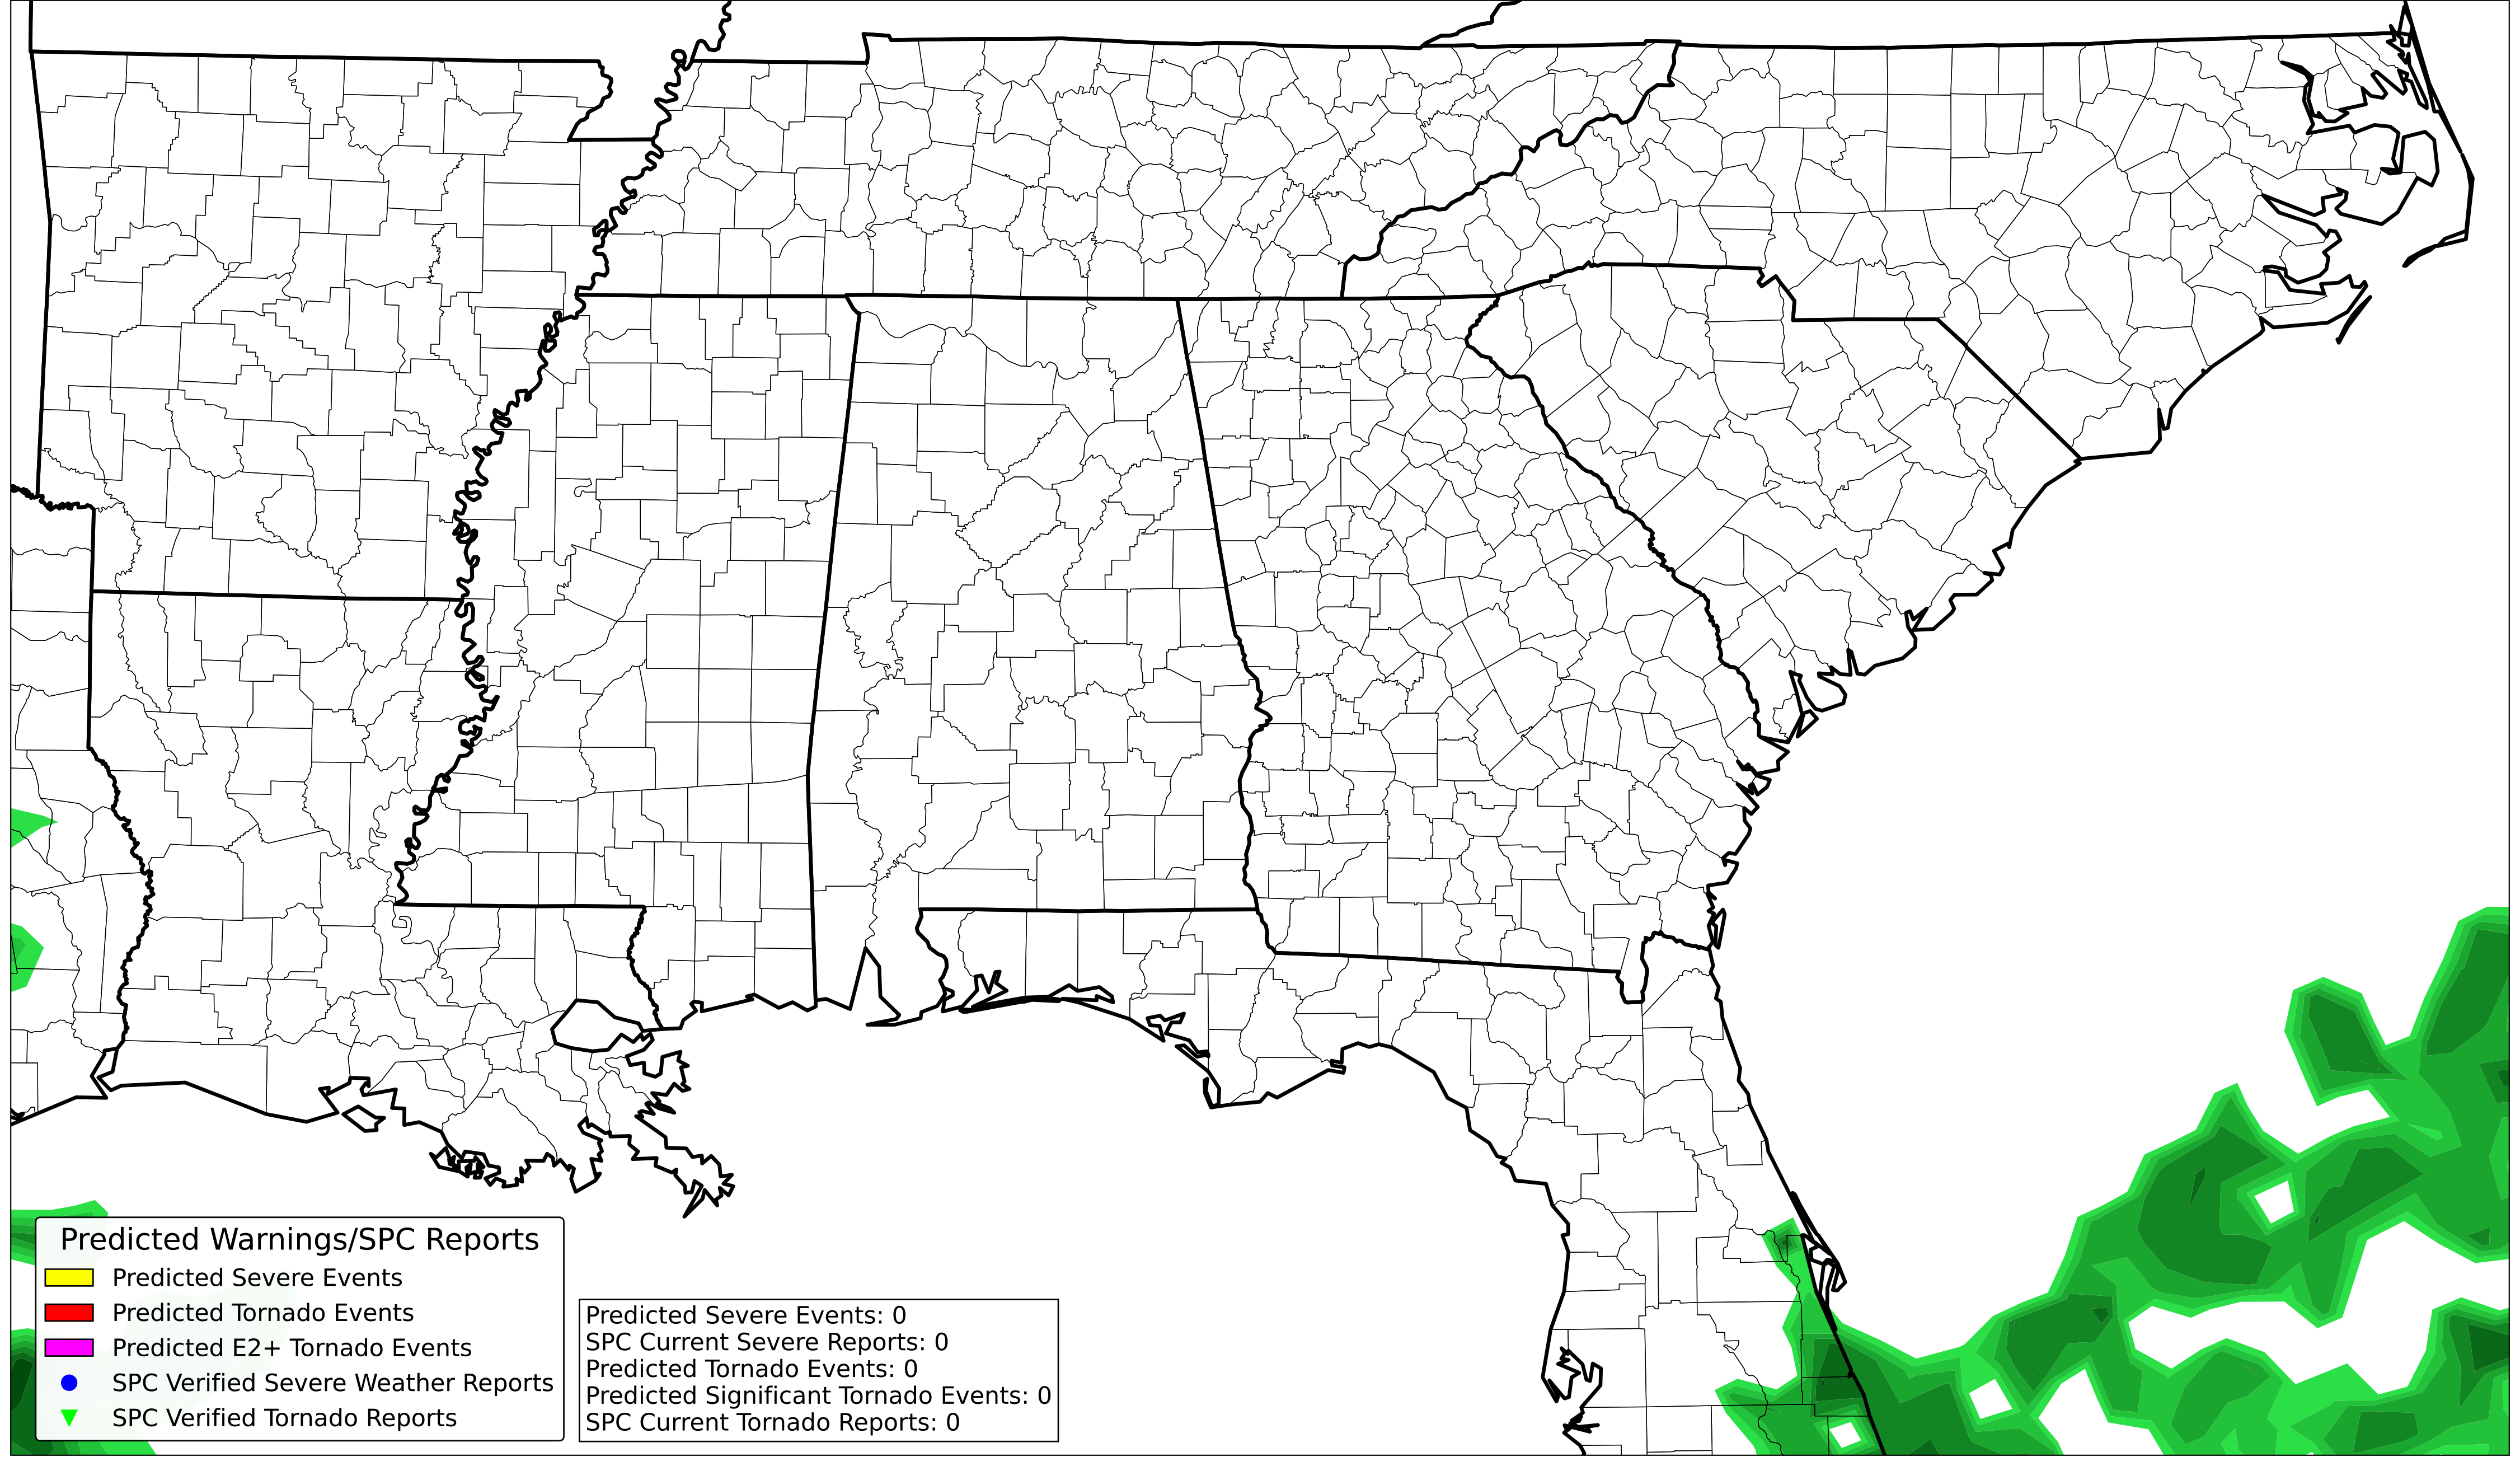 Predicted Warnings/SPC Reports
Predicted Severe Events
Predicted Tornado Events
Predicted E2+ Tornado Events
SPC Verified Severe Weather Reports
SPC Verified Tornado Reports
Predicted Severe Events: 0
SPC Current Severe Reports: 0
Predicted Tornado Events: 0
Predicted Significant Tornado Events: 0
SPC Current Tornado Reports: 0